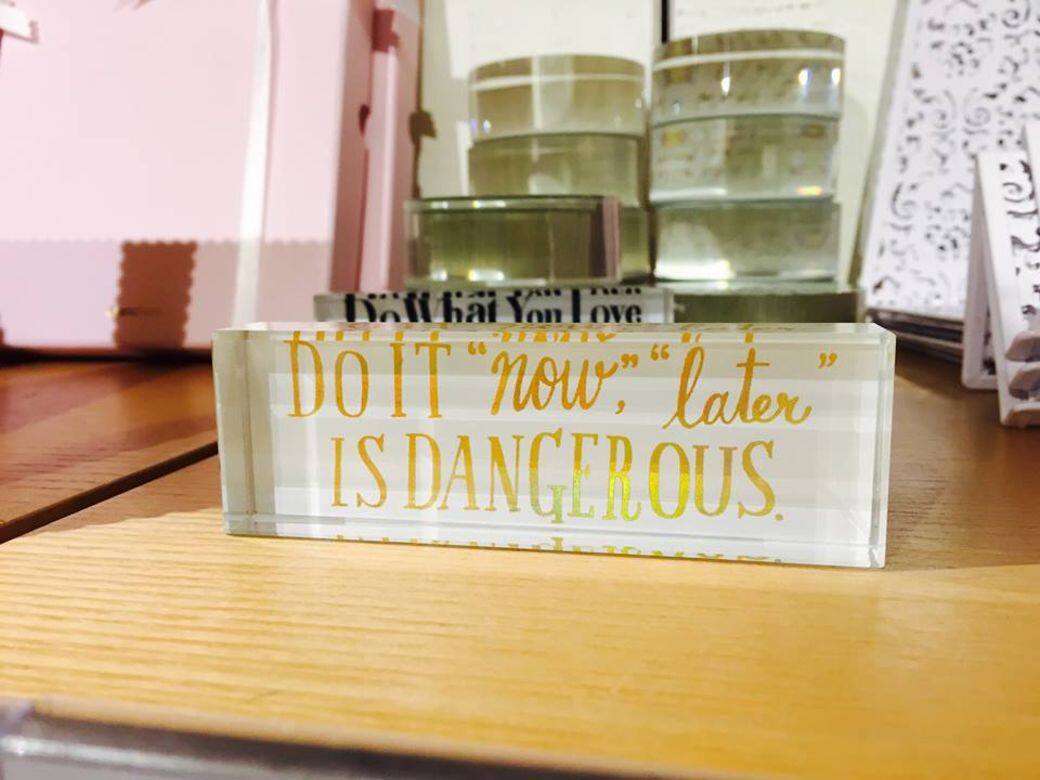 Do What You Love
DO IT “now,” “later”
IS DANGEROUS.